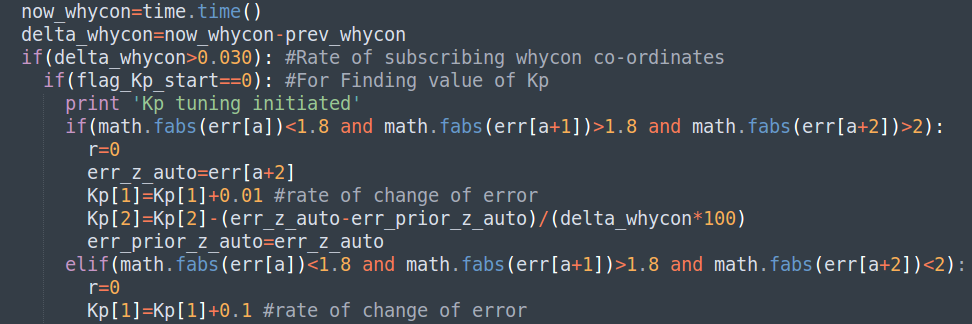 now_whycon=time.time()
delta_whycon=now_whycon-prev_whycon
if(delta_whycon>0.030): #Rate of subscribing whycon co-ordinates
  if(flag_Kp_start==0): #For Finding value of Kp
    print 'Kp tuning initiated'
    if(math.fabs(err[a])<1.8 and math.fabs(err[a+1])>1.8 and math.fabs(err[a+2])>2):
      r=0
      err_z_auto=err[a+2]
      Kp[1]=Kp[1]+0.01 #rate of change of error
      Kp[2]=Kp[2]-(err_z_auto-err_prior_z_auto)/(delta_whycon*100)
      err_prior_z_auto=err_z_auto
    elif(math.fabs(err[a])<1.8 and math.fabs(err[a+1])>1.8 and math.fabs(err[a+2])<2):
      r=0
      Kp[1]=Kp[1]+0.1 #rate of change of error